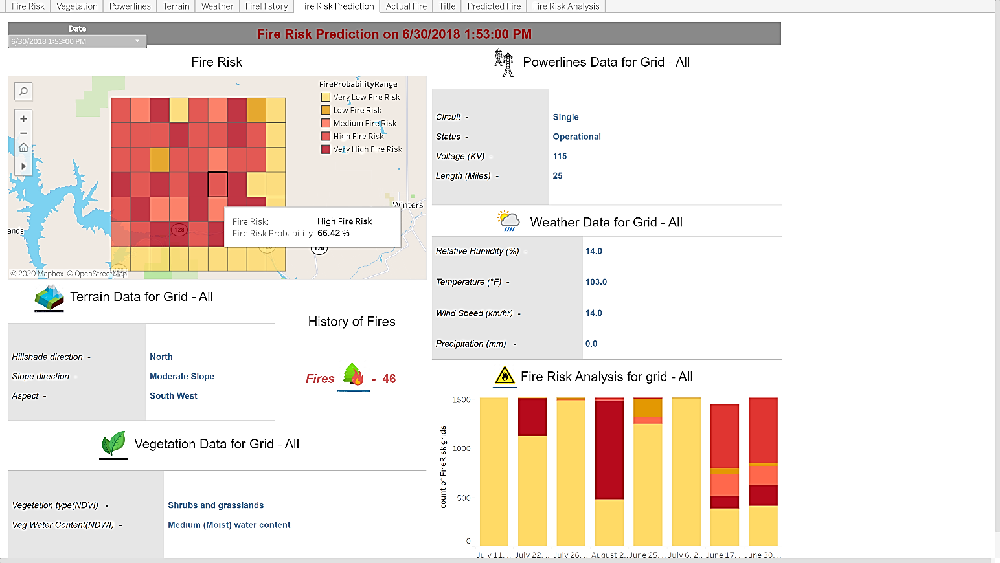 Fire Risk
Vegetation
Powerlines
Terrain
Weather
FireHistory
Fire Risk Prediction
Actual Fire
Title
Predicted Fire
Fire Risk Analysis
Date
6/30/2018 1:53:00 PM
Fire Risk Prediction on 6/30/2018 1:53:00 PM
Fire Risk
FireProbabilityRange
Very Low Fire Risk
Low Fire Risk
Medium Fire Risk
High Fire Risk
Very High Fire Risk
Winters
ands
128
128
128
Fire Risk: High Fire Risk
Fire Risk Probability: 66.42 %
© 2020 Mapbox © OpenStreetMap
Powerlines Data for Grid - All
Circuit - Single
Status - Operational
Voltage (KV) - 115
Length (Miles) - 25
Weather Data for Grid - All
Relative Humidity (%) - 14.0
Temperature (°F) - 103.0
Wind Speed (km/hr) - 14.0
Precipitation (mm) - 0.0
Terrain Data for Grid - All
Hillshade direction - North
Slope direction - Moderate Slope
Aspect - South West
History of Fires
Fires - 46
Vegetation Data for Grid - All
Vegetation type(NDVI) - Shrubs and grasslands
Veg Water Content(NDWI) - Medium (Moist) water content
Fire Risk Analysis for grid - All
count of FireRisk grids
1500
1000
500
0
July 11, ..
July 22, ..
July 26, ..
August 2..
June 25, ..
July 6, 2..
June 17, ..
June 30, ..